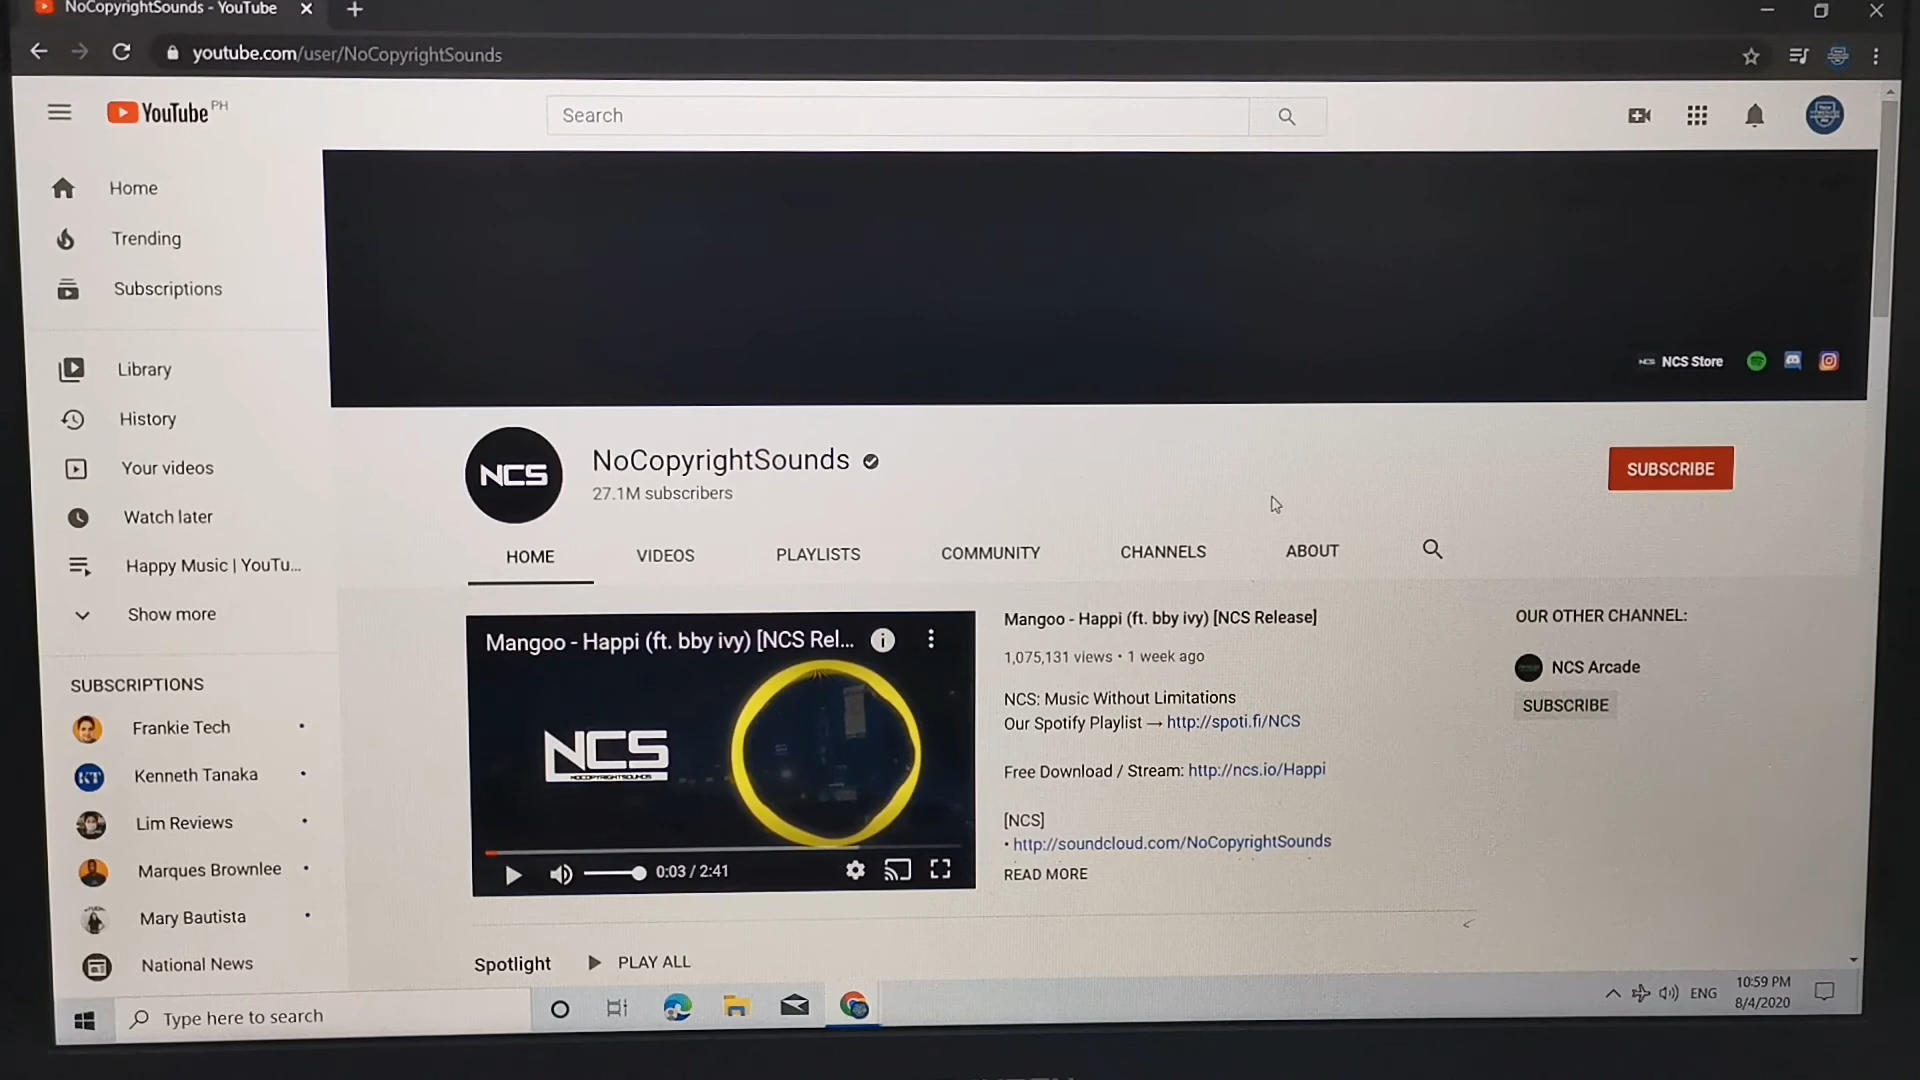 NoCopyrightSounds - YouTube
youtube.com/user/NoCopyrightSounds
YouTube PH
Search
Home
Trending
Subscriptions
Library
History
Your videos
Watch later
Happy Music | YouTu...
Show more
SUBSCRIPTIONS
Frankie Tech
Kenneth Tanaka
Lim Reviews
Marques Brownlee
Mary Bautista
National News
NCS Store
NCS
NoCopyrightSounds
27.1M subscribers
SUBSCRIBE
HOME VIDEOS PLAYLISTS COMMUNITY CHANNELS ABOUT
Mangoo - Happi (ft. bby ivy) [NCS Rel...
NCS
NOCOPYRIGHTSOUNDS
0:03 / 2:41
Mangoo - Happi (ft. bby ivy) [NCS Release]
1,075,131 views • 1 week ago
NCS: Music Without Limitations
Our Spotify Playlist → http://spoti.fi/NCS
Free Download / Stream: http://ncs.io/Happi
[NCS]
• http://soundcloud.com/NoCopyrightSounds
READ MORE
OUR OTHER CHANNEL:
NCS Arcade
SUBSCRIBE
Spotlight PLAY ALL
Type here to search
ENG
10:59 PM
8/4/2020